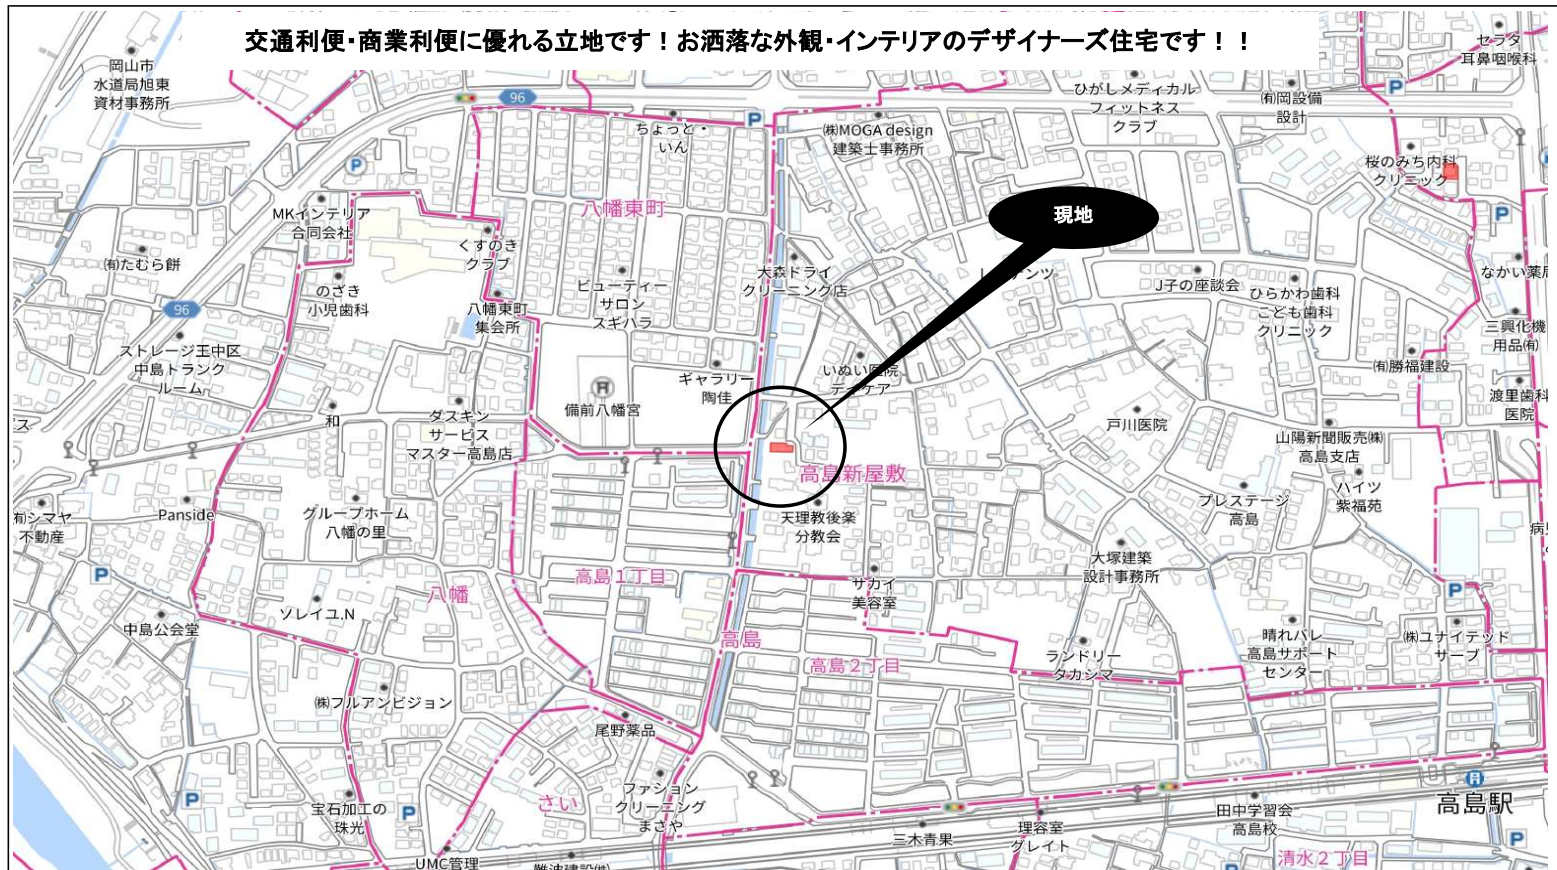 交通利便・商業利便に優れる立地です！お洒落な外観・インテリアのデザイナーズ住宅です！！
岡山市
水道局旭東
資材事務所
96
ちょっと・
いん
P
㈱MOGA design
建築士事務所
ひがしメディカル
フィットネス
クラブ
㈲岡設備
設計
P
セラタ
耳鼻咽喉科
桜のみち内科
クリニック
P
P
MKインテリア
合同会社
八幡東町
くすのき
クラブ
現地
㈲たむら餅
のざき
小児歯科
96
八幡東町
集会所
ビューティー
サロン
スギハラ
大森ドライ
クリーニング店
J子の座談会
ひらかわ歯科
こども歯科
クリニック
なかい薬局
三興化機
用品㈲
ストレージ王中区
中島トランク
ルーム
ギャラリー
陶佳
いぬい医院
デイケア
㈲勝福建設
渡里歯科
医院
備前八幡宮
和
ダスキン
サービス
マスター高島店
戸川医院
山陽新聞販売㈱
高島支店
高島新屋敷
ハイツ
紫福苑
プレステージ
高島
㈲シマヤ
不動産
Panside
グループホーム
八幡の里
天理教後楽
分教会
大塚建築
設計事務所
P
高島1丁目
サカイ
美容室
P
八幡
ソレイユ.N
中島公会堂
高島
高島2丁目
ランドリー
タカシマ
晴れバレ
高島サポート
センター
㈱ユナイテッド
サーブ
㈱フルアンビジョン
尾野薬品
さい
ファション
クリーニング
まさや
P
宝石加工の
珠光
P
高島駅
田中学習会
高島校
三木青果
理容室
グレイト
P
UMC管理
難波建設㈱
清水2丁目
P